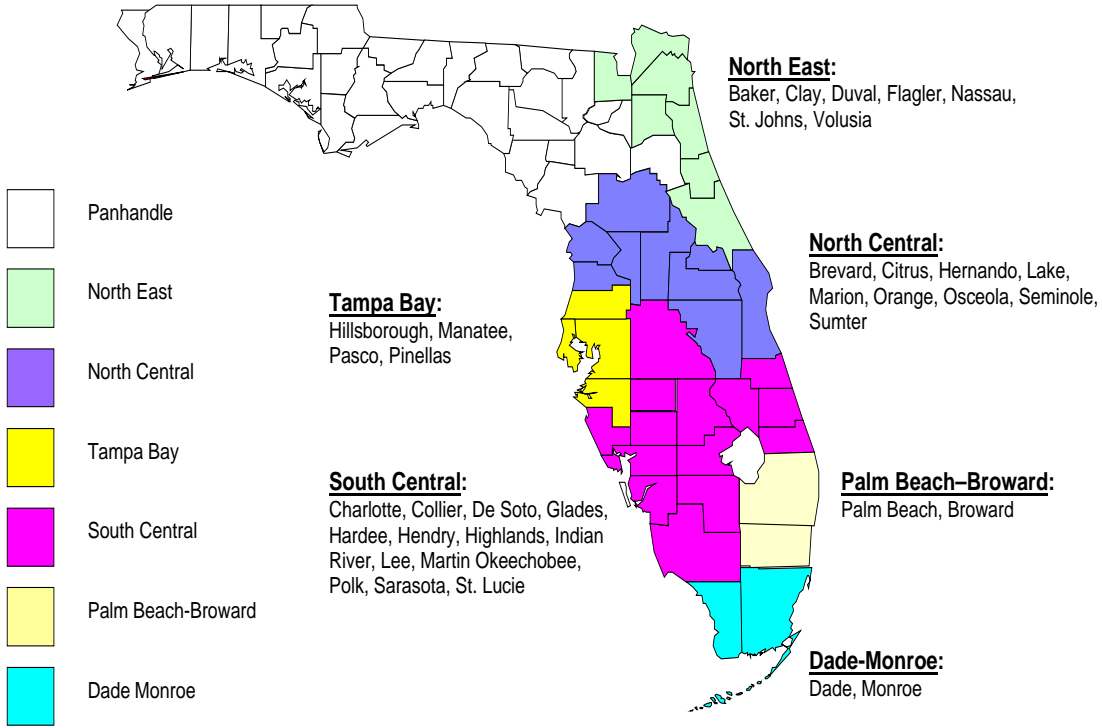 North East:
Baker, Clay, Duval, Flagler, Nassau,
St. Johns, Volusia
Panhandle
North East
North Central
Tampa Bay
South Central
Palm Beach-Broward
Dade Monroe
North Central:
Brevard, Citrus, Hernando, Lake,
Marion, Orange, Osceola, Seminole,
Sumter
Tampa Bay:
Hillsborough, Manatee,
Pasco, Pinellas
South Central:
Charlotte, Collier, De Soto, Glades,
Hardee, Hendry, Highlands, Indian
River, Lee, Martin Okeechobee,
Polk, Sarasota, St. Lucie
Palm Beach–Broward:
Palm Beach, Broward
Dade-Monroe:
Dade, Monroe